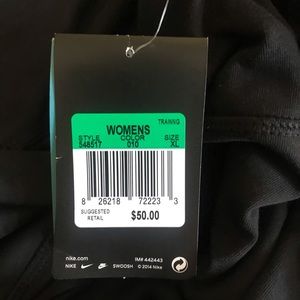 TRAINING
WOMENS
STYLE COLOR SIZE
548517 010 XL
8 26218 72223 3
SUGGESTED
RETAIL $50.00
nike.com IM# 442443
NIKE SWOOSH © 2014 Nike, Inc.